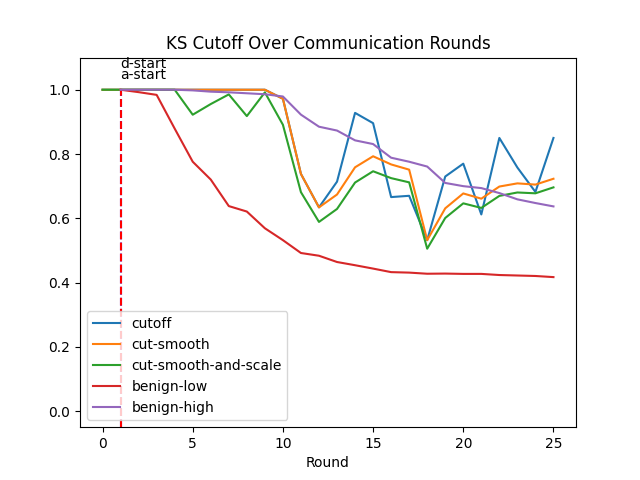 KS Cutoff Over Communication Rounds
d-start
a-start
1.0
0.8
0.6
0.4
0.2
0.0
cutoff
cut-smooth
cut-smooth-and-scale
benign-low
benign-high
0 5 10 15 20 25
Round